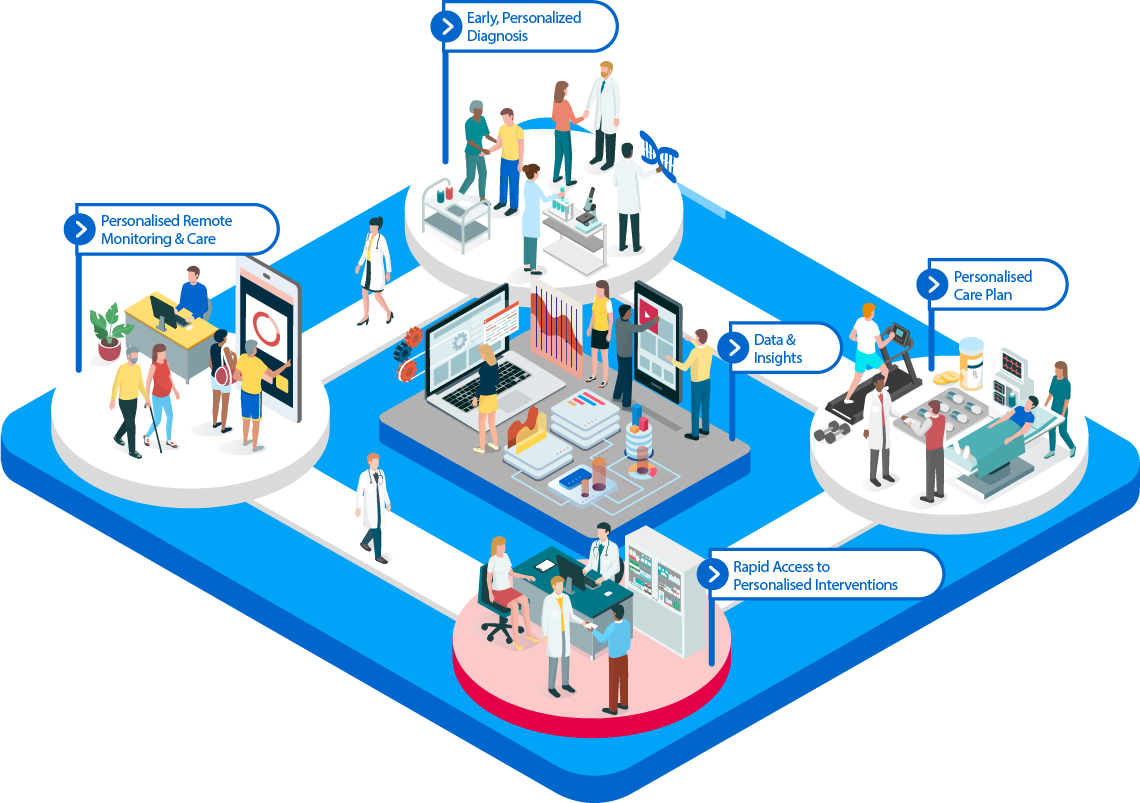 Early, Personalized
Diagnosis
Personalised Remote
Monitoring & Care
Personalised
Care Plan
Data &
Insights
Rapid Access to
Personalised Interventions